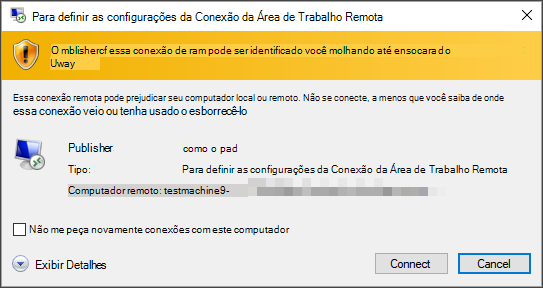 Para definir as configurações da Conexão da Área de Trabalho Remota
O mblishercf essa conexão de ram pode ser identificado você molhando até ensocarado
Uway
Essa conexão remota pode prejudicar seu computador local ou remoto. Não se conecte, a menos que você saiba de onde
essa conexão veio ou tenha usado o esborrecê-lo
Publisher como o pad
Tipo: Para definir as configurações da Conexão da Área de Trabalho Remota
Computador remoto: testmachine9-
Não me peça novamente conexões com este computador
Exibir Detalhes
Connect
Cancel